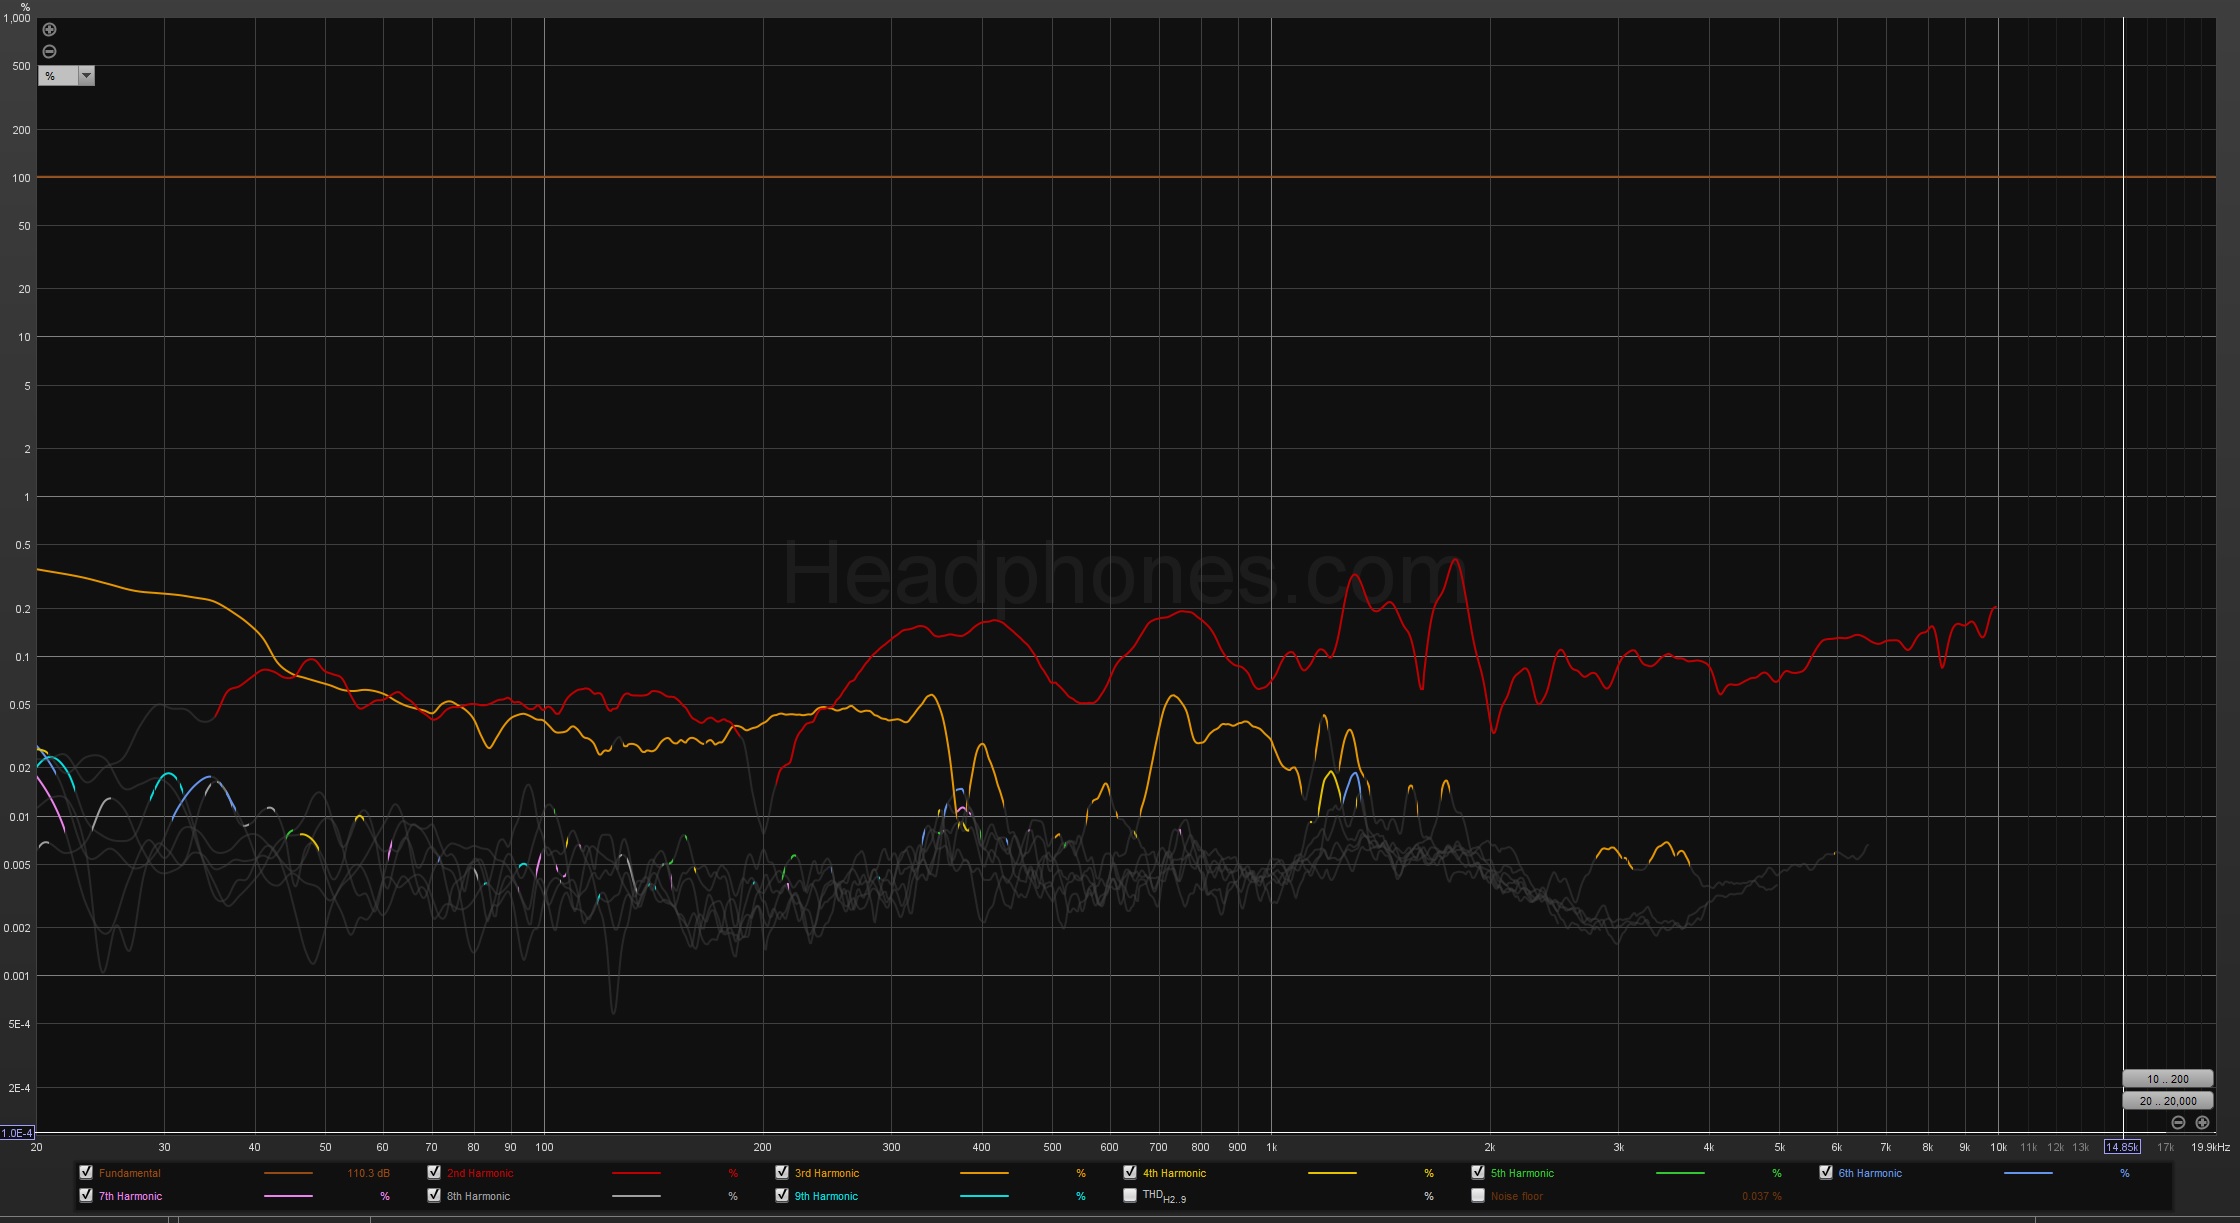 %
1,000
500
%
200
100
50
20
10
5
2
1
0.5
Headphones.com
0.2
0.1
0.05
0.02
0.01
0.005
0.002
0.001
5E-4
2E-4
10 .. 200
20 .. 20,000
1.0E-4
20 30 40 50 60 70 80 90 100 200 300 400 500 600 700 800 900 1k 2k 3k 4k 5k 6k 7k 8k 9k 10k 11k 12k 13k 14.85k 17k 19.9kHz
Fundamental 110.3 dB 2nd Harmonic % 3rd Harmonic % 4th Harmonic % 5th Harmonic % 6th Harmonic %
7th Harmonic % 8th Harmonic % 9th Harmonic % THD H2..9 % Noise floor 0.037 %